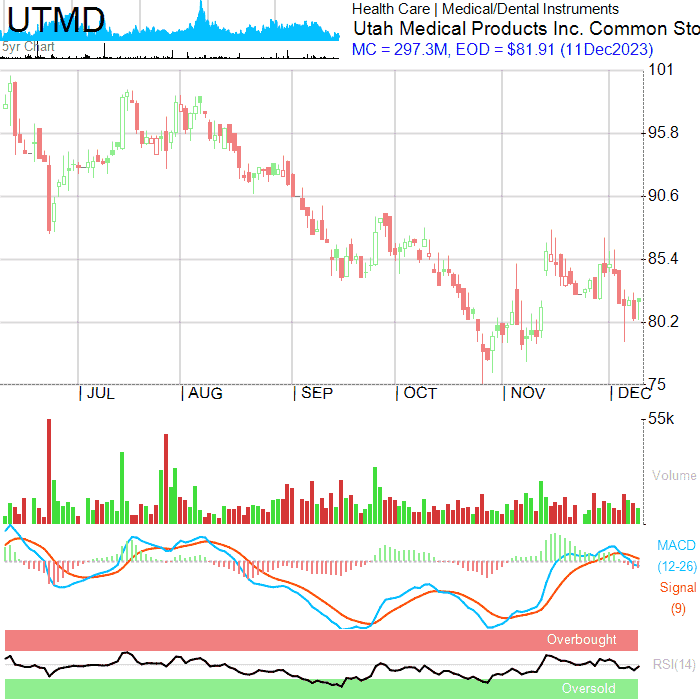 UTMD
5yr Chart
Health Care | Medical/Dental Instruments
Utah Medical Products Inc. Common Sto
MC = 297.3M, EOD = $81.91 (11Dec2023)
101
95.8
90.6
85.4
80.2
75
|JUL |AUG |SEP |OCT |NOV |DEC
55k
Volume
MACD
(12-26)
Signal
(9)
Overbought
RSI(14)
Oversold